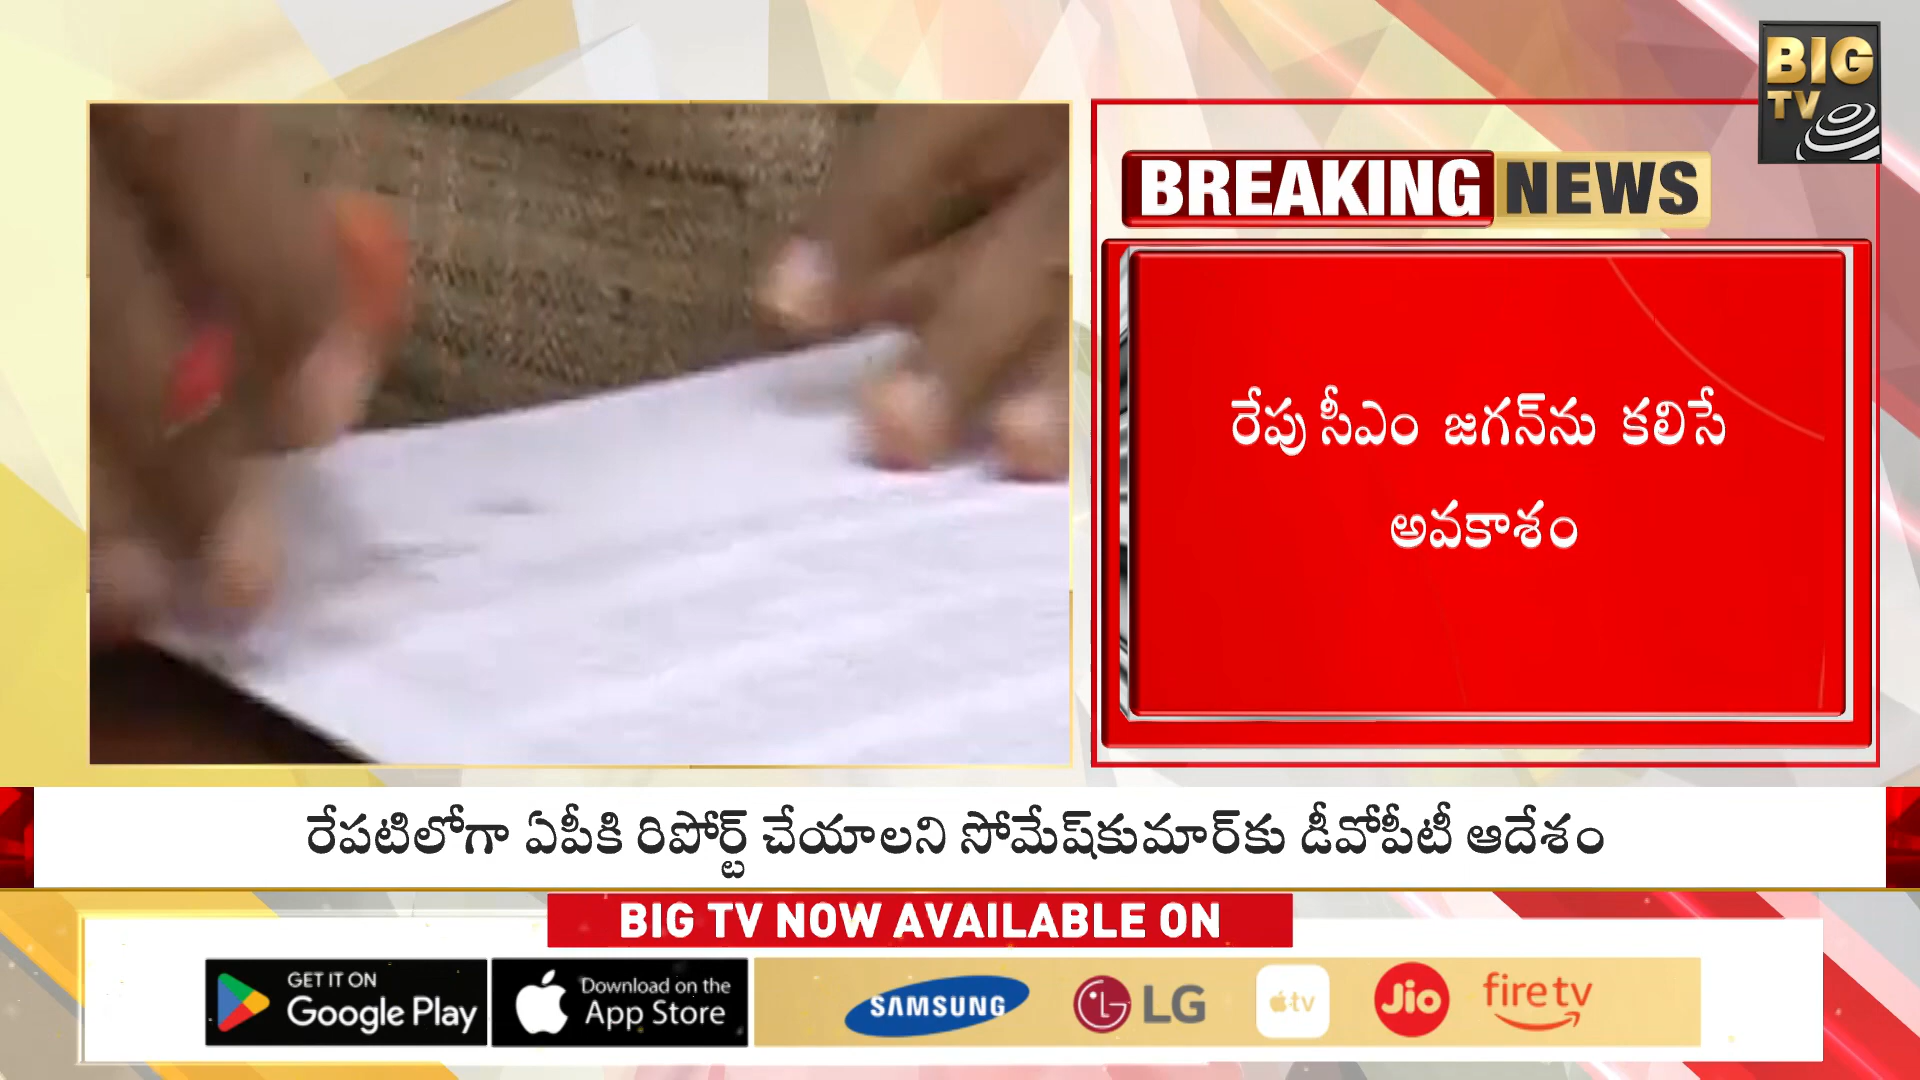 BIG
TV
BREAKING NEWS
రేపు సీఎం జగన్‌ను కలిసే
అవకాశం
రేపటిలోగా ఏపీకి రిపోర్ట్ చేయాలని సోమేష్‌కుమార్‌కు డీవోపీటీ ఆదేశం
BIG TV NOW AVAILABLE ON
GET IT ON
Google Play
Download on the
App Store
SAMSUNG
LG
tv
Jio
fire tv